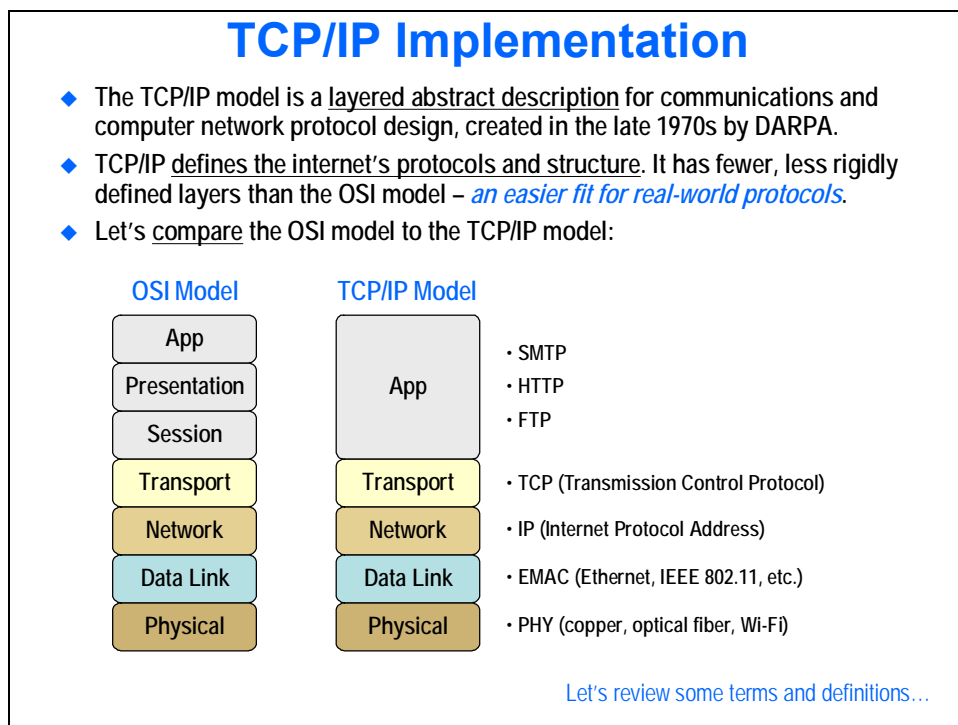 TCP/IP Implementation
◆ The TCP/IP model is a layered abstract description for communications and
computer network protocol design, created in the late 1970s by DARPA.
◆ TCP/IP defines the internet's protocols and structure. It has fewer, less rigidly
defined layers than the OSI model – an easier fit for real-world protocols.
◆ Let's compare the OSI model to the TCP/IP model:
OSI Model
App
Presentation
Session
Transport
Network
Data Link
Physical
TCP/IP Model
App
Transport
Network
Data Link
Physical
• SMTP
• HTTP
• FTP
• TCP (Transmission Control Protocol)
• IP (Internet Protocol Address)
• EMAC (Ethernet, IEEE 802.11, etc.)
• PHY (copper, optical fiber, Wi-Fi)
Let's review some terms and definitions…